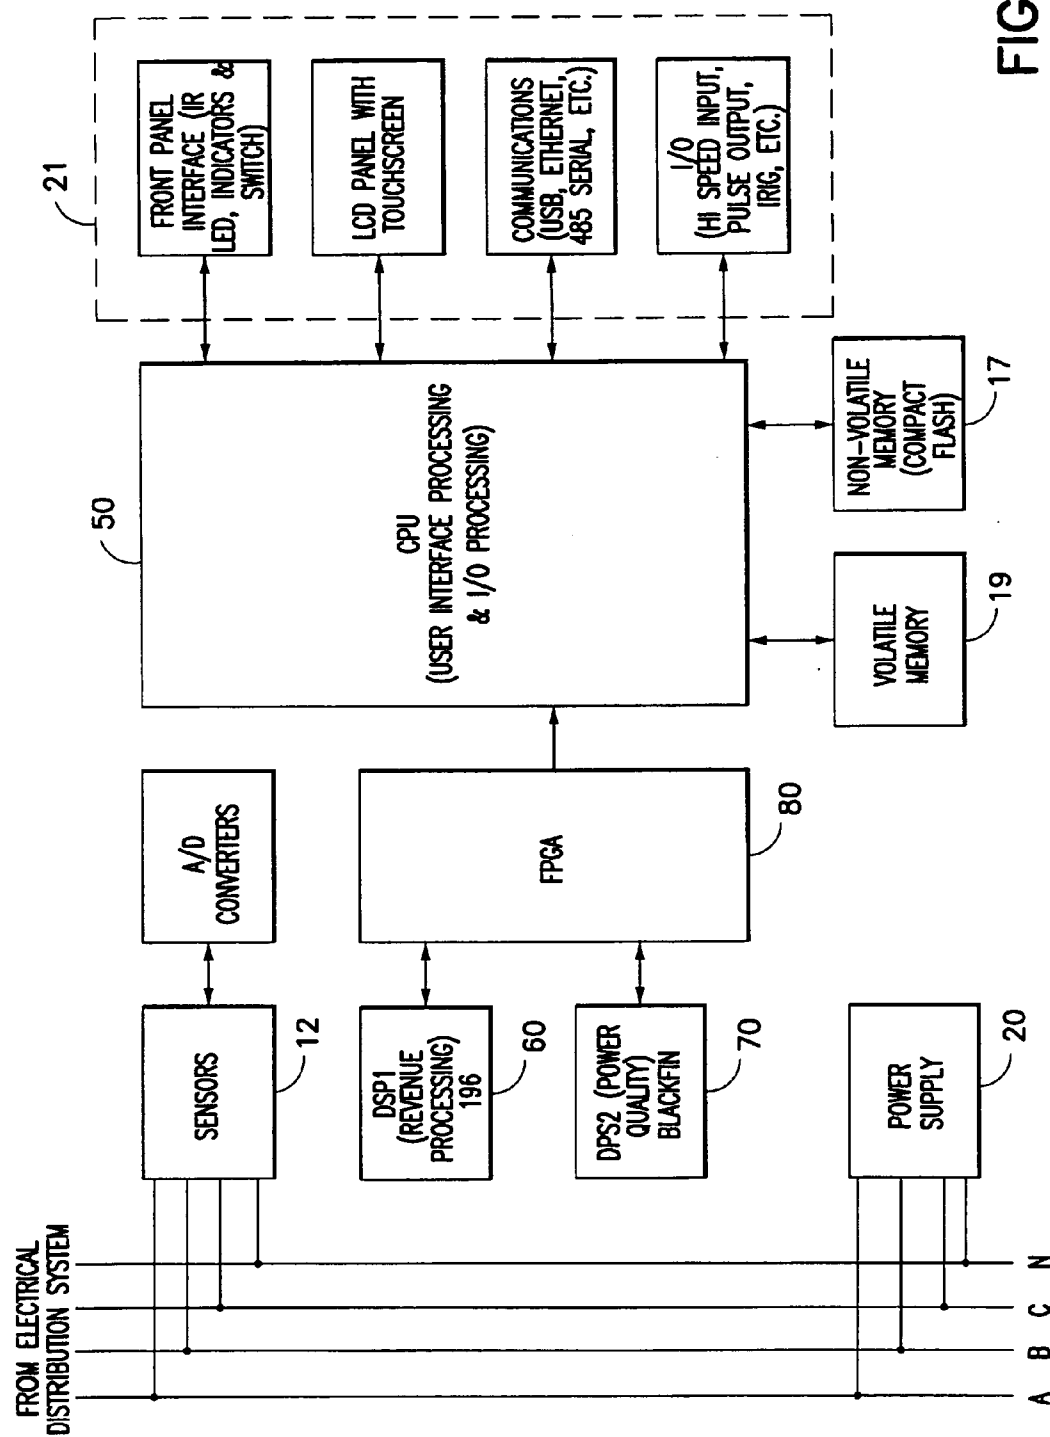 FROM ELECTRICAL
DISTRIBUTION SYSTEM
A
B
C
N
SENSORS
12
A/D
CONVERTERS
DSP1
(REVENUE
PROCESSING)
196
60
DPS2 (POWER
QUALITY)
BLACKFIN
70
POWER
SUPPLY
20
FPGA
80
50
CPU
(USER INTERFACE PROCESSING
& I/O PROCESSING)
VOLATILE
MEMORY
19
NON-VOLATILE
MEMORY
(COMPACT
FLASH)
17
21
FRONT PANEL
INTERFACE (IR
LED, INDICATORS &
SWITCH)
LCD PANEL WITH
TOUCHSCREEN
COMMUNICATIONS
(USB, ETHERNET,
485 SERIAL, ETC.)
I/O
(HI SPEED INPUT,
PULSE OUTPUT,
IRIG, ETC.)
FIG